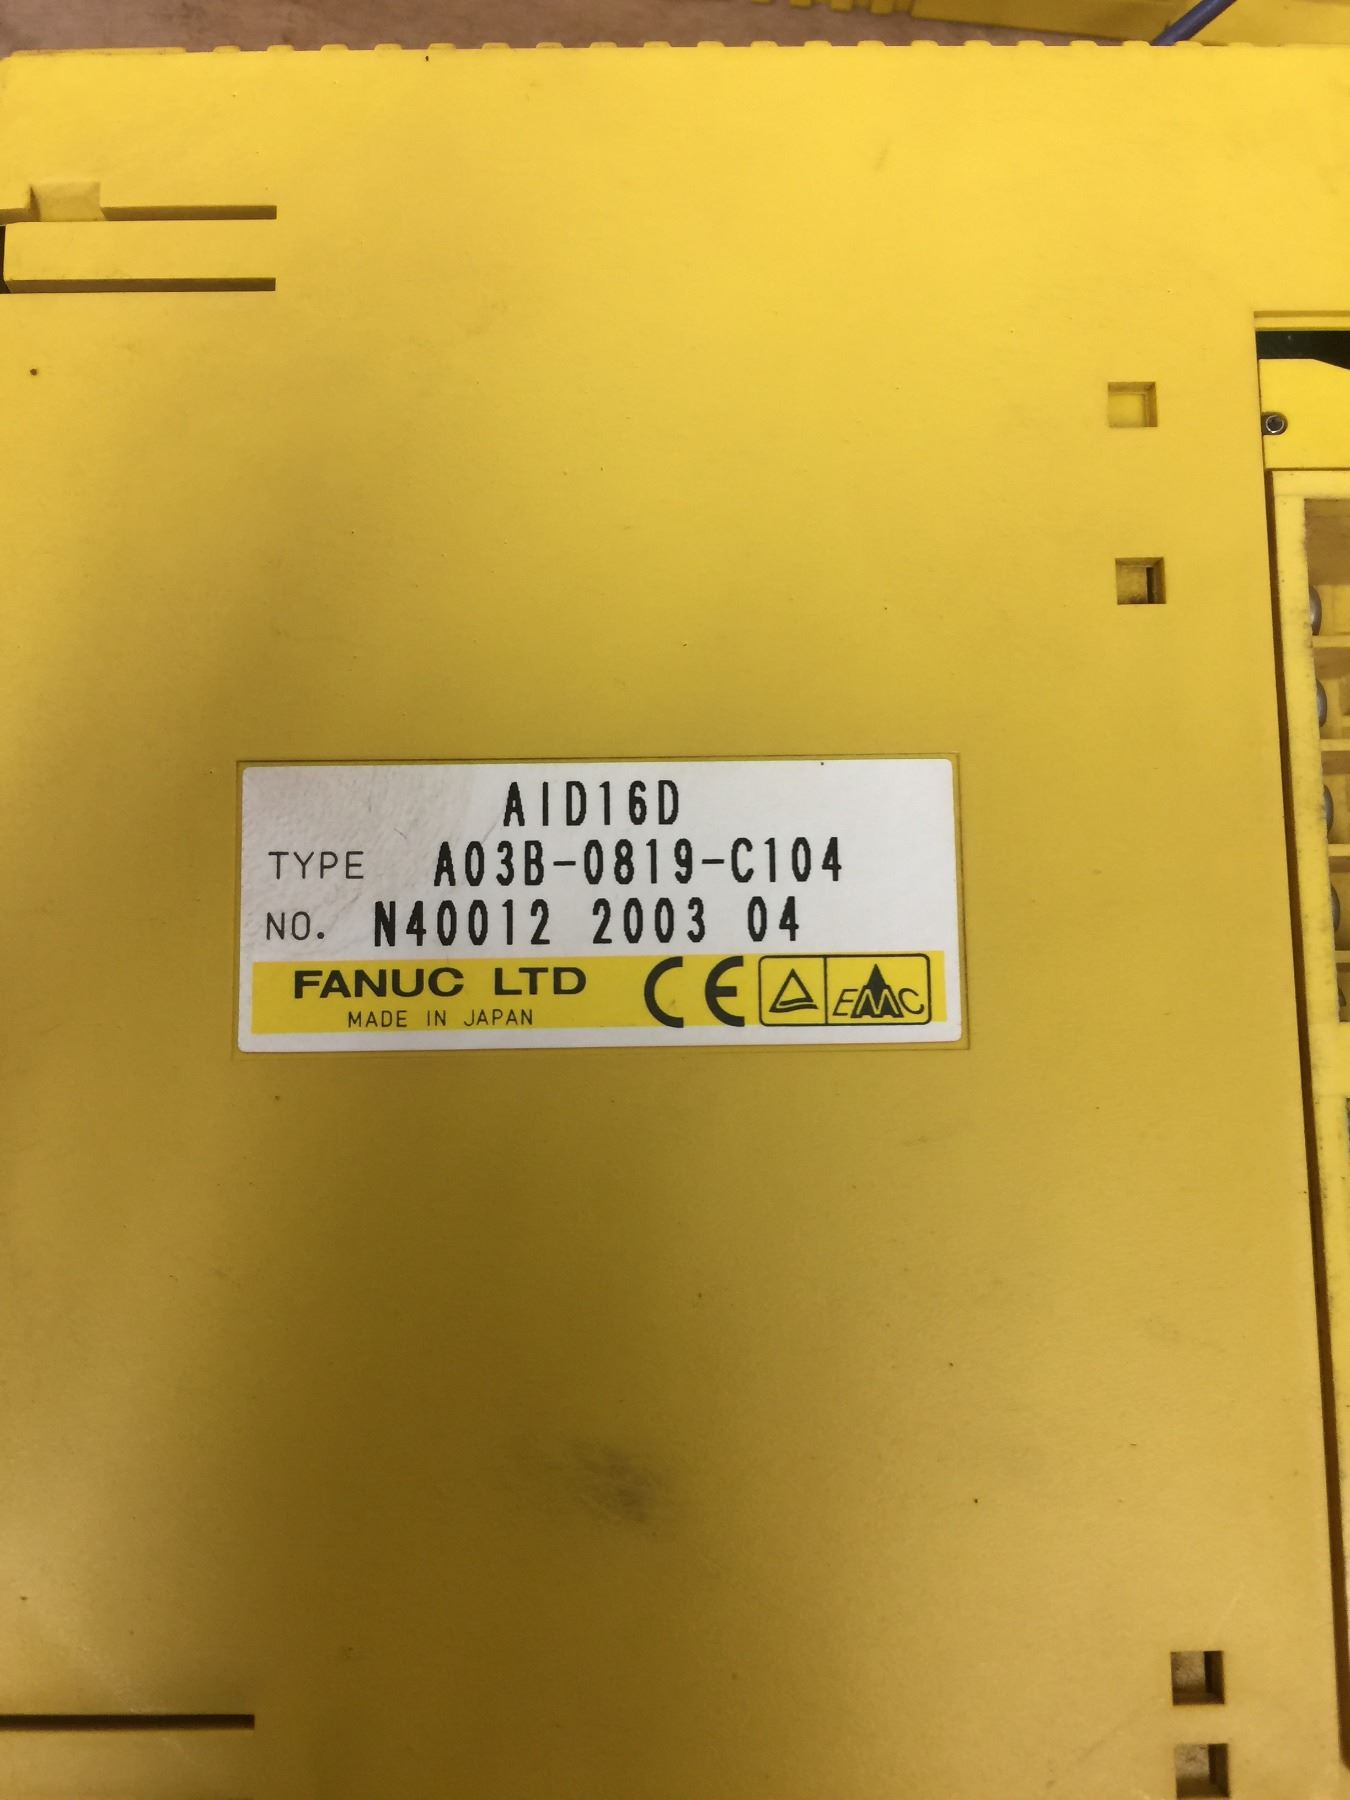 AID16D
TYPE A03B-0819-C104
NO. N40012 2003 04
FANUC LTD CE EMC
MADE IN JAPAN